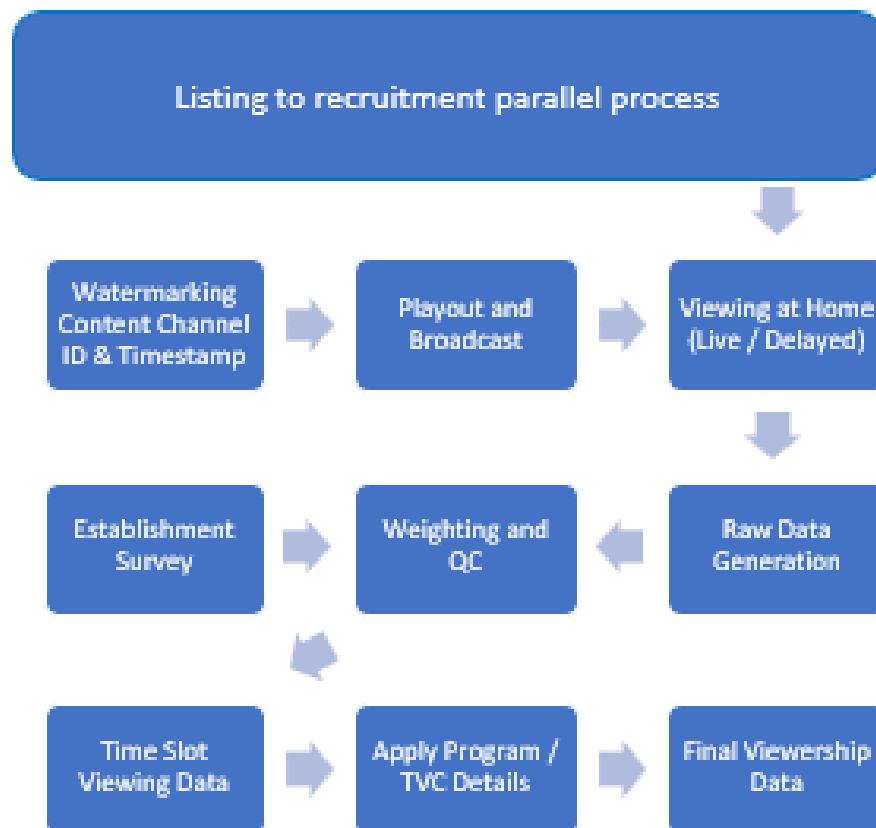 Listing to recruitment parallel process
Watermarking
Content Channel
ID & Timestamp
Playout and
Broadcast
Viewing at Home
(Live / Delayed)
Establishment
Survey
Weighting and
QC
Raw Data
Generation
Time Slot
Viewing Data
Apply Program /
TVC Details
Final Viewership
Data